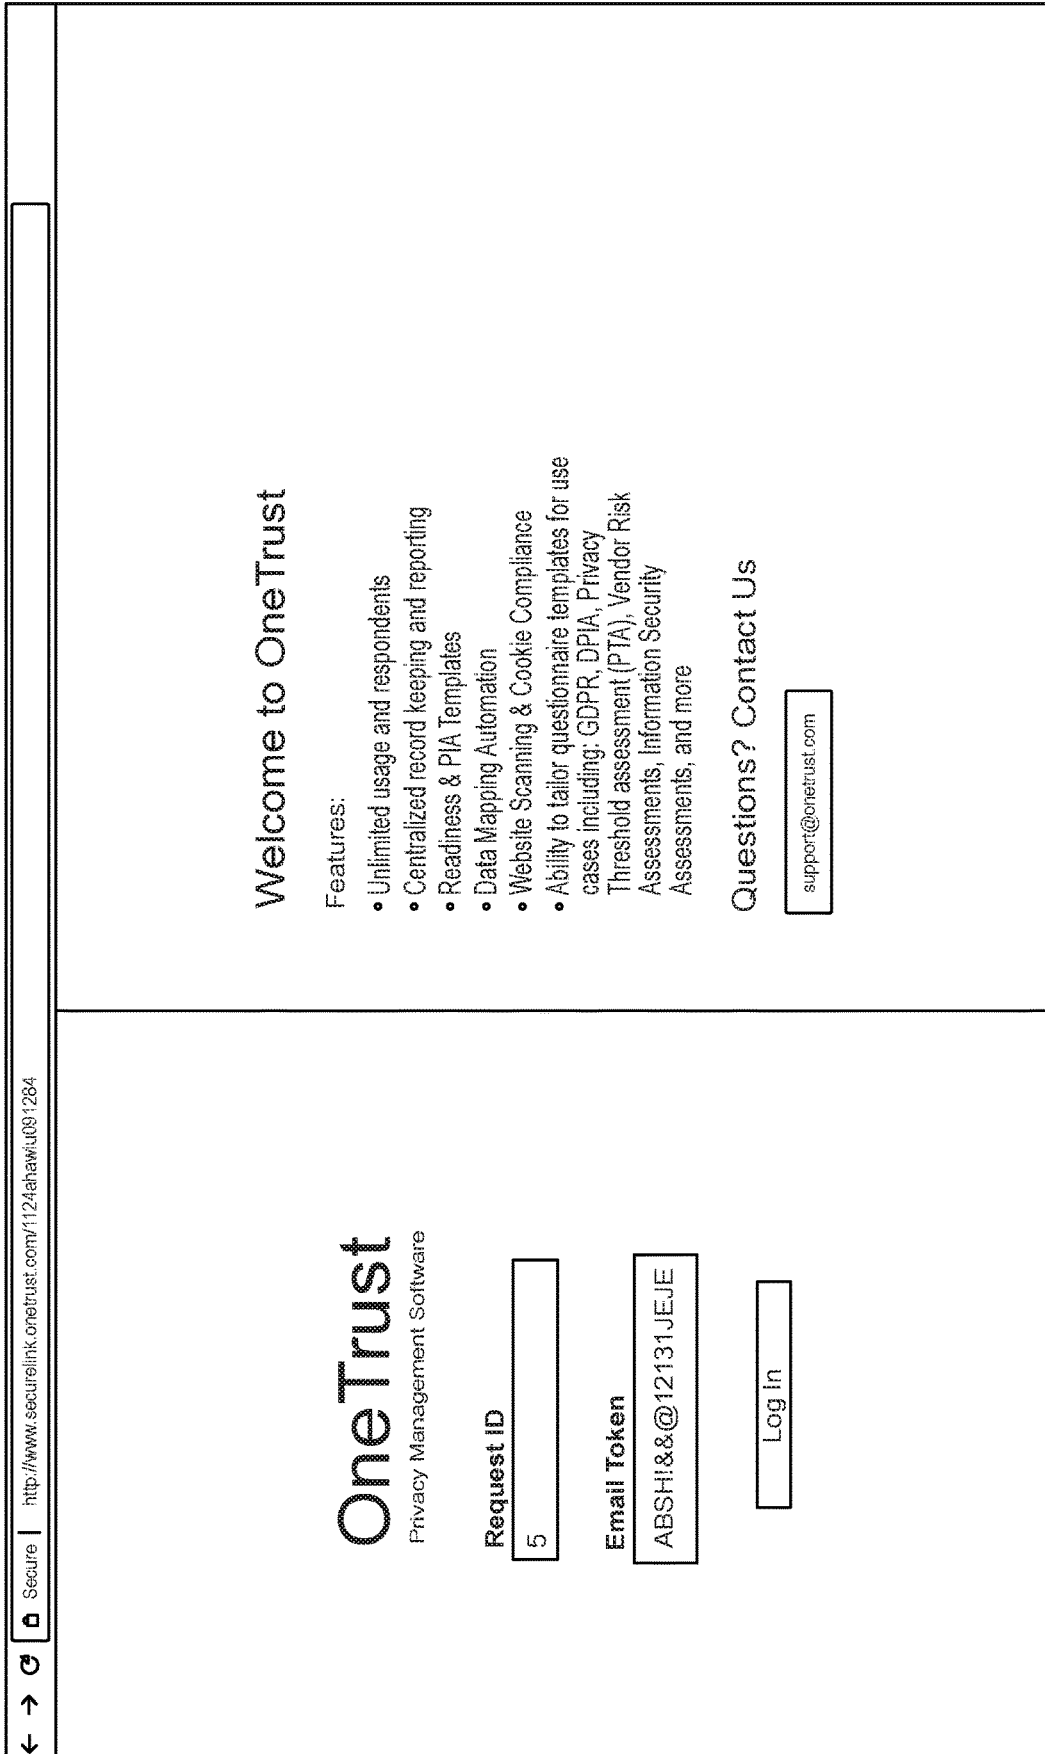 Secure | http://www.securelink.onetrust.com/1124ahawiu091284
OneTrust
Privacy Management Software
Request ID
5
Email Token
ABSH!&&@12131JEJE
Log In
Welcome to OneTrust
Features:
• Unlimited usage and respondents
• Centralized record keeping and reporting
• Readiness & PIA Templates
• Data Mapping Automation
• Website Scanning & Cookie Compliance
• Ability to tailor questionnaire templates for use
cases including: GDPR, DPIA, Privacy
Threshold assessment (PTA), Vendor Risk
Assessments, Information Security
Assessments, and more
Questions? Contact Us
support@onetrust.com